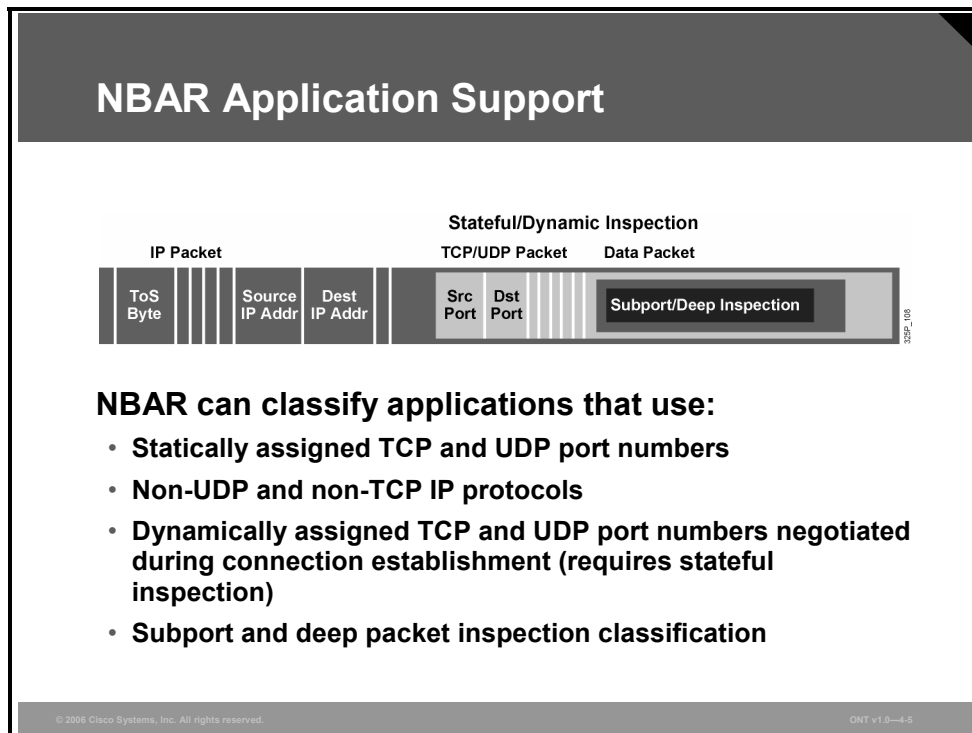 NBAR Application Support
Stateful/Dynamic Inspection
IP Packet
TCP/UDP Packet
Data Packet
ToS
Byte
Source
IP Addr
Dest
IP Addr
Src
Port
Dst
Port
Subport/Deep Inspection
325P_108
NBAR can classify applications that use:
• Statically assigned TCP and UDP port numbers
• Non-UDP and non-TCP IP protocols
• Dynamically assigned TCP and UDP port numbers negotiated
during connection establishment (requires stateful
inspection)
• Subport and deep packet inspection classification
© 2006 Cisco Systems, Inc. All rights reserved.
ONT v1.0—4-5